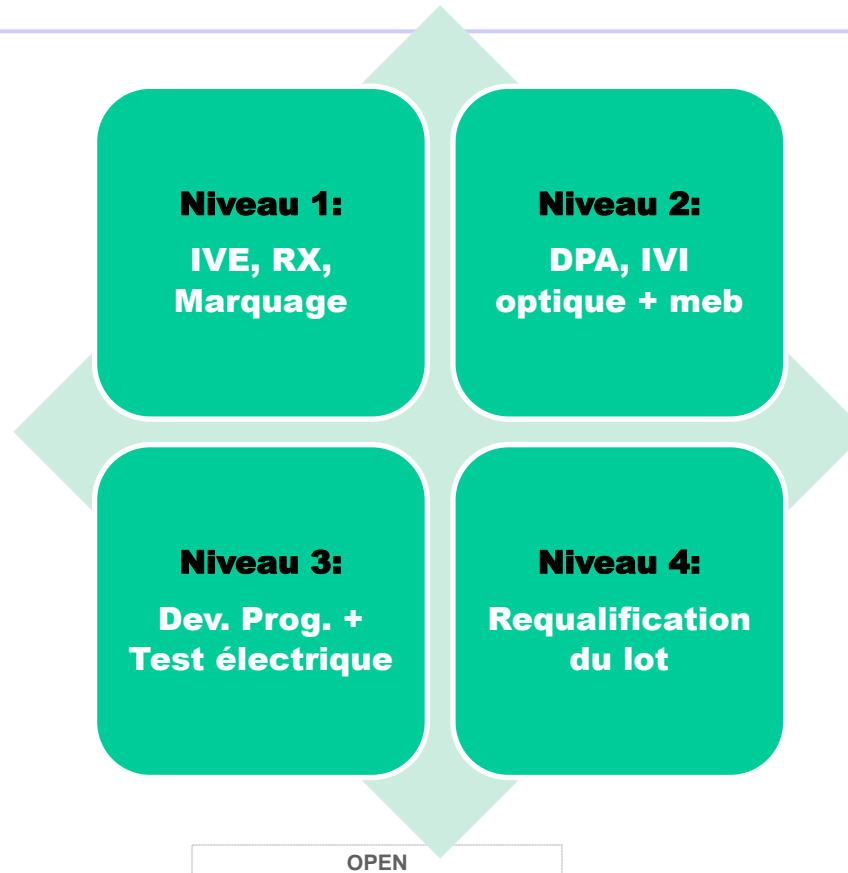 Niveau 1:
IVE, RX,
Marquage
Niveau 2:
DPA, IVI
optique + meb
Niveau 3:
Dev. Prog. +
Test électrique
Niveau 4:
Requalification
du lot
OPEN